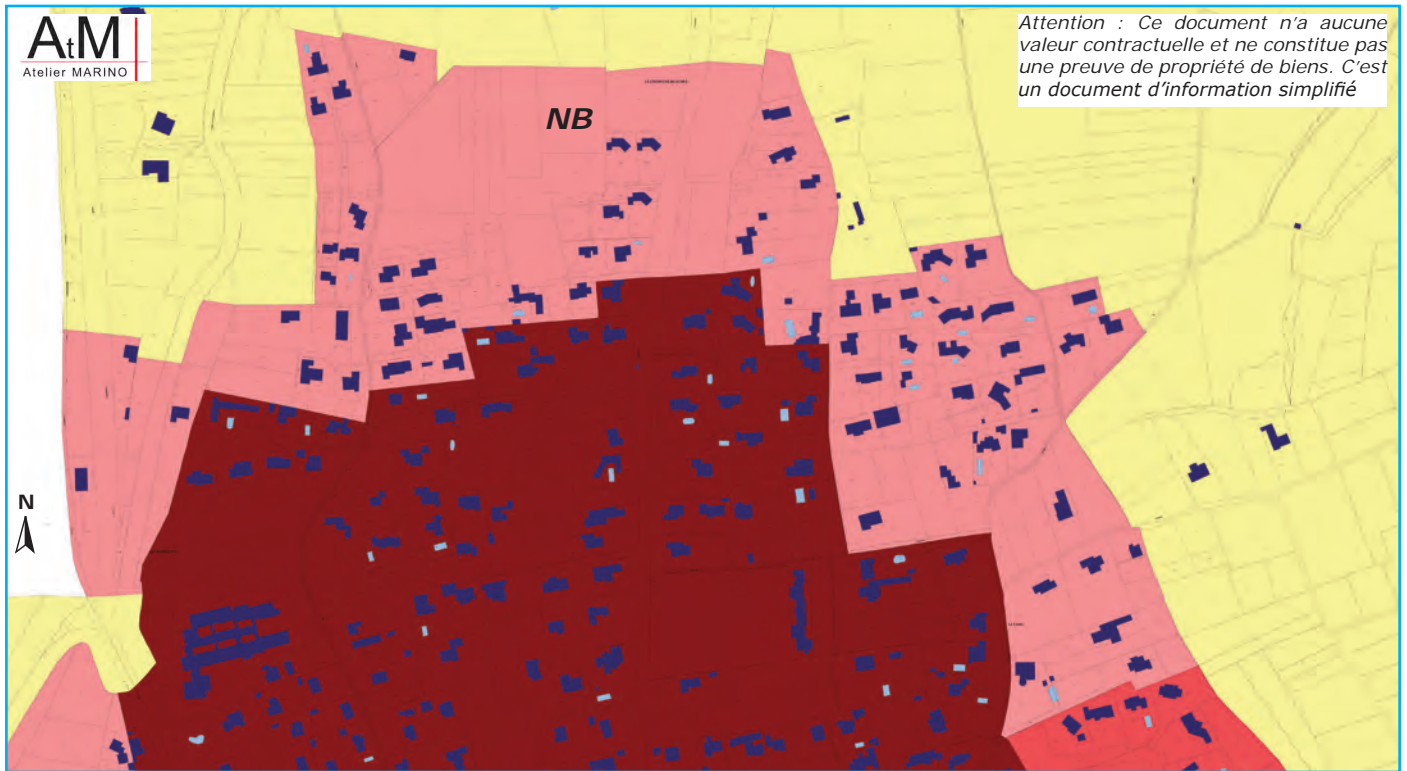 AtM
Atelier MARINO
Attention : Ce document n'a aucune
valeur contractuelle et ne constitue pas
une preuve de propriété de biens. C'est
un document d'information simplifié
NB
N